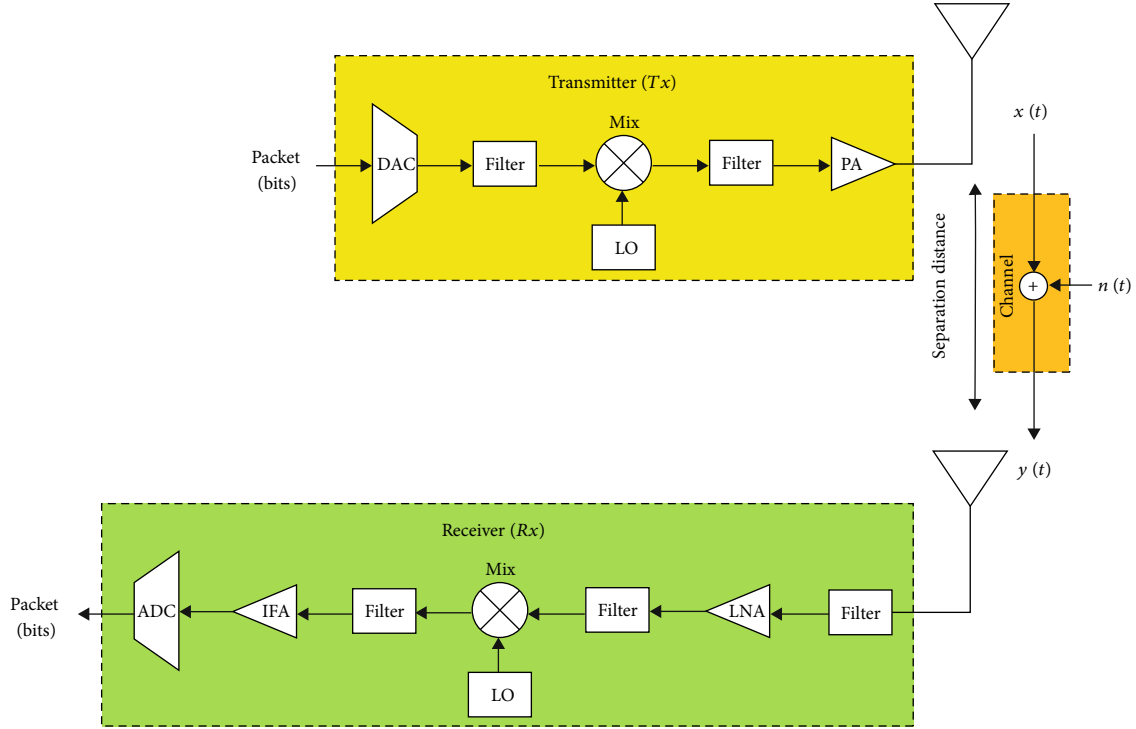 Transmitter (Tx)
Mix
Packet
(bits)
DAC
Filter
Filter
PA
LO
x (t)
Separation distance
Channel
+
n (t)
y (t)
Receiver (Rx)
Mix
Packet
(bits)
ADC
IFA
Filter
Filter
LNA
Filter
LO